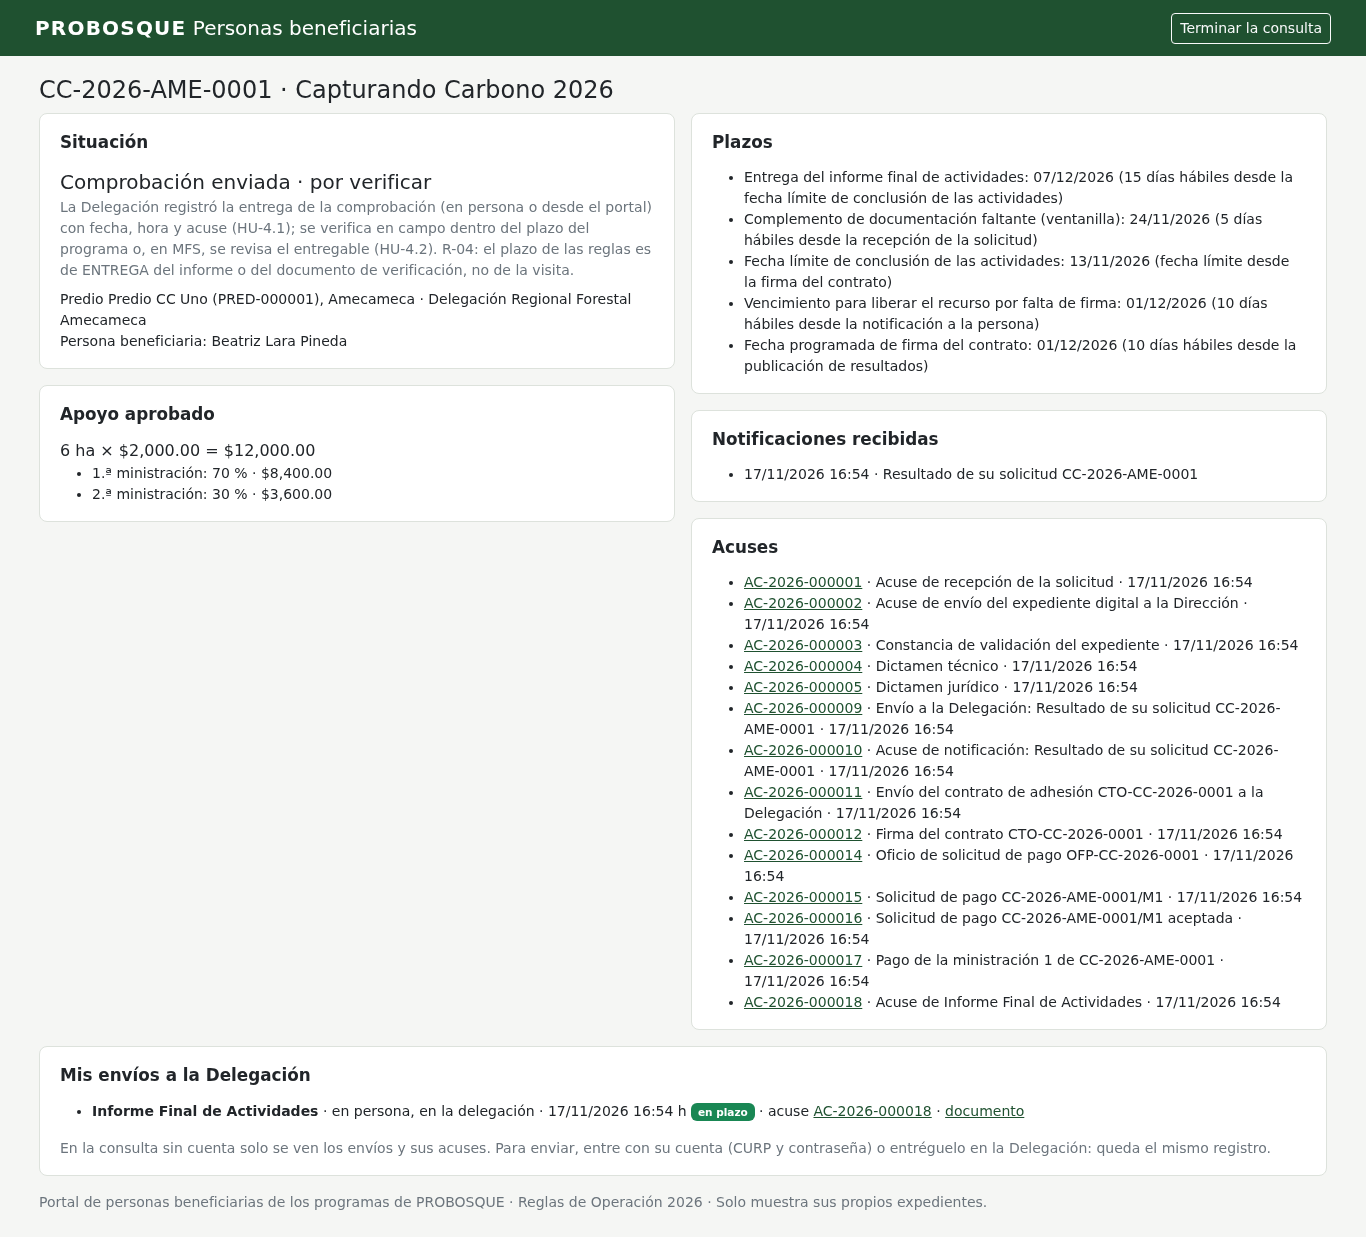 PROBOSQUE Personas beneficiarias
Terminar la consulta
CC-2026-AME-0001 · Capturando Carbono 2026
Situación
Comprobación enviada · por verificar
La Delegación registró la entrega de la comprobación (en persona o desde el portal)
con fecha, hora y acuse (HU-4.1); se verifica en campo dentro del plazo del
programa o, en MFS, se revisa el entregable (HU-4.2). R-04: el plazo de las reglas es
de ENTREGA del informe o del documento de verificación, no de la visita.
Predio Predio CC Uno (PRED-000001), Amecameca · Delegación Regional Forestal
Amecameca
Persona beneficiaria: Beatriz Lara Pineda
Apoyo aprobado
6 ha × $2,000.00 = $12,000.00
• 1.ª ministración: 70 % · $8,400.00
• 2.ª ministración: 30 % · $3,600.00
Plazos
• Entrega del informe final de actividades: 07/12/2026 (15 días hábiles desde la
fecha límite de conclusión de las actividades)
• Complemento de documentación faltante (ventanilla): 24/11/2026 (5 días
hábiles desde la recepción de la solicitud)
• Fecha límite de conclusión de las actividades: 13/11/2026 (fecha límite desde
la firma del contrato)
• Vencimiento para liberar el recurso por falta de firma: 01/12/2026 (10 días
hábiles desde la notificación a la persona)
• Fecha programada de firma del contrato: 01/12/2026 (10 días hábiles desde la
publicación de resultados)
Notificaciones recibidas
• 17/11/2026 16:54 · Resultado de su solicitud CC-2026-AME-0001
Acuses
• AC-2026-000001 · Acuse de recepción de la solicitud · 17/11/2026 16:54
• AC-2026-000002 · Acuse de envío del expediente digital a la Dirección ·
17/11/2026 16:54
• AC-2026-000003 · Constancia de validación del expediente · 17/11/2026 16:54
• AC-2026-000004 · Dictamen técnico · 17/11/2026 16:54
• AC-2026-000005 · Dictamen jurídico · 17/11/2026 16:54
• AC-2026-000009 · Envío a la Delegación: Resultado de su solicitud CC-2026-
AME-0001 · 17/11/2026 16:54
• AC-2026-000010 · Acuse de notificación: Resultado de su solicitud CC-2026-
AME-0001 · 17/11/2026 16:54
• AC-2026-000011 · Envío del contrato de adhesión CTO-CC-2026-0001 a la
Delegación · 17/11/2026 16:54
• AC-2026-000012 · Firma del contrato CTO-CC-2026-0001 · 17/11/2026 16:54
• AC-2026-000014 · Oficio de solicitud de pago OFP-CC-2026-0001 · 17/11/2026
16:54
• AC-2026-000015 · Solicitud de pago CC-2026-AME-0001/M1 · 17/11/2026 16:54
• AC-2026-000016 · Solicitud de pago CC-2026-AME-0001/M1 aceptada ·
17/11/2026 16:54
• AC-2026-000017 · Pago de la ministración 1 de CC-2026-AME-0001 ·
17/11/2026 16:54
• AC-2026-000018 · Acuse de Informe Final de Actividades · 17/11/2026 16:54
Mis envíos a la Delegación
• Informe Final de Actividades · en persona, en la delegación · 17/11/2026 16:54 h en plazo · acuse AC-2026-000018 · documento
En la consulta sin cuenta solo se ven los envíos y sus acuses. Para enviar, entre con su cuenta (CURP y contraseña) o entréguelo en la Delegación: queda el mismo registro.
Portal de personas beneficiarias de los programas de PROBOSQUE · Reglas de Operación 2026 · Solo muestra sus propios expedientes.